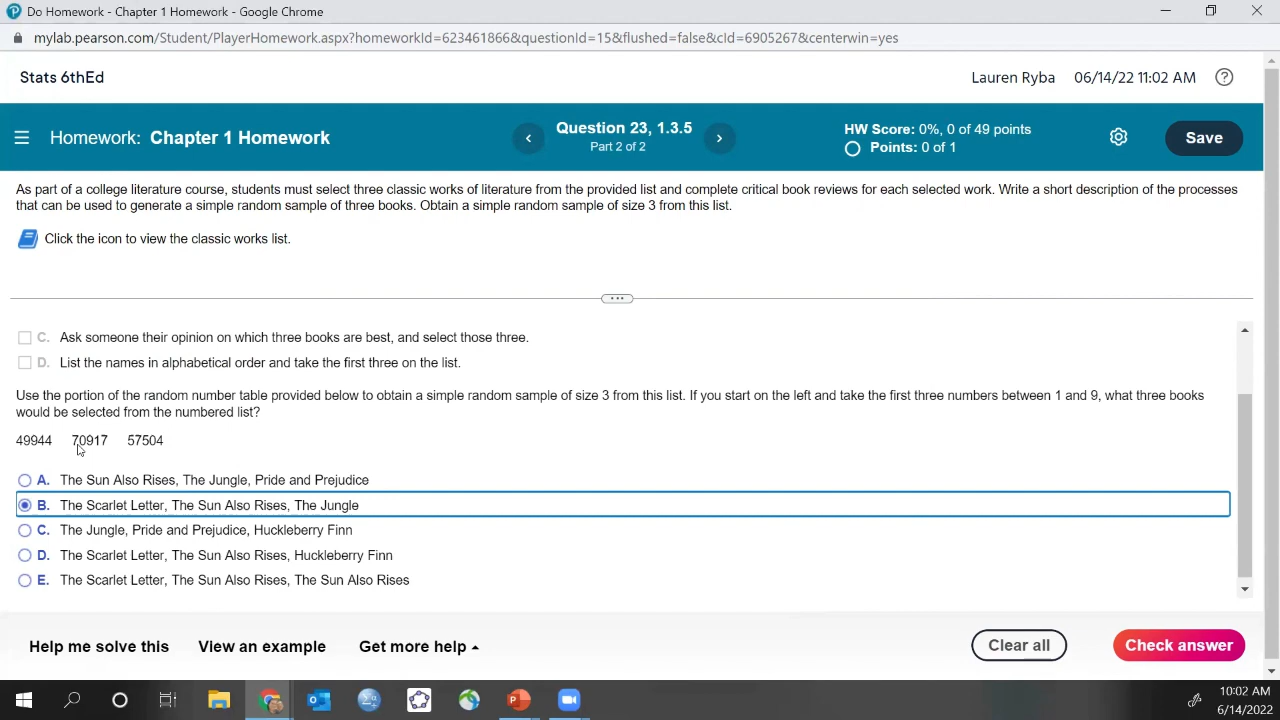 Do Homework - Chapter 1 Homework - Google Chrome
mylab.pearson.com/Student/PlayerHomework.aspx?homeworkId=623461866&questionId=15&flushed=false&cId=6905267&centerwin=yes
Stats 6thEd
Lauren Ryba 06/14/22 11:02 AM
Homework: Chapter 1 Homework
Question 23, 1.3.5
Part 2 of 2
HW Score: 0%, 0 of 49 points
Points: 0 of 1
Save
As part of a college literature course, students must select three classic works of literature from the provided list and complete critical book reviews for each selected work. Write a short description of the processes
that can be used to generate a simple random sample of three books. Obtain a simple random sample of size 3 from this list.
Click the icon to view the classic works list.
C. Ask someone their opinion on which three books are best, and select those three.
D. List the names in alphabetical order and take the first three on the list.
Use the portion of the random number table provided below to obtain a simple random sample of size 3 from this list. If you start on the left and take the first three numbers between 1 and 9, what three books
would be selected from the numbered list?
49944 70917 57504
A. The Sun Also Rises, The Jungle, Pride and Prejudice
B. The Scarlet Letter, The Sun Also Rises, The Jungle
C. The Jungle, Pride and Prejudice, Huckleberry Finn
D. The Scarlet Letter, The Sun Also Rises, Huckleberry Finn
E. The Scarlet Letter, The Sun Also Rises, The Sun Also Rises
Help me solve this View an example Get more help
Clear all
Check answer
10:02 AM
6/14/2022